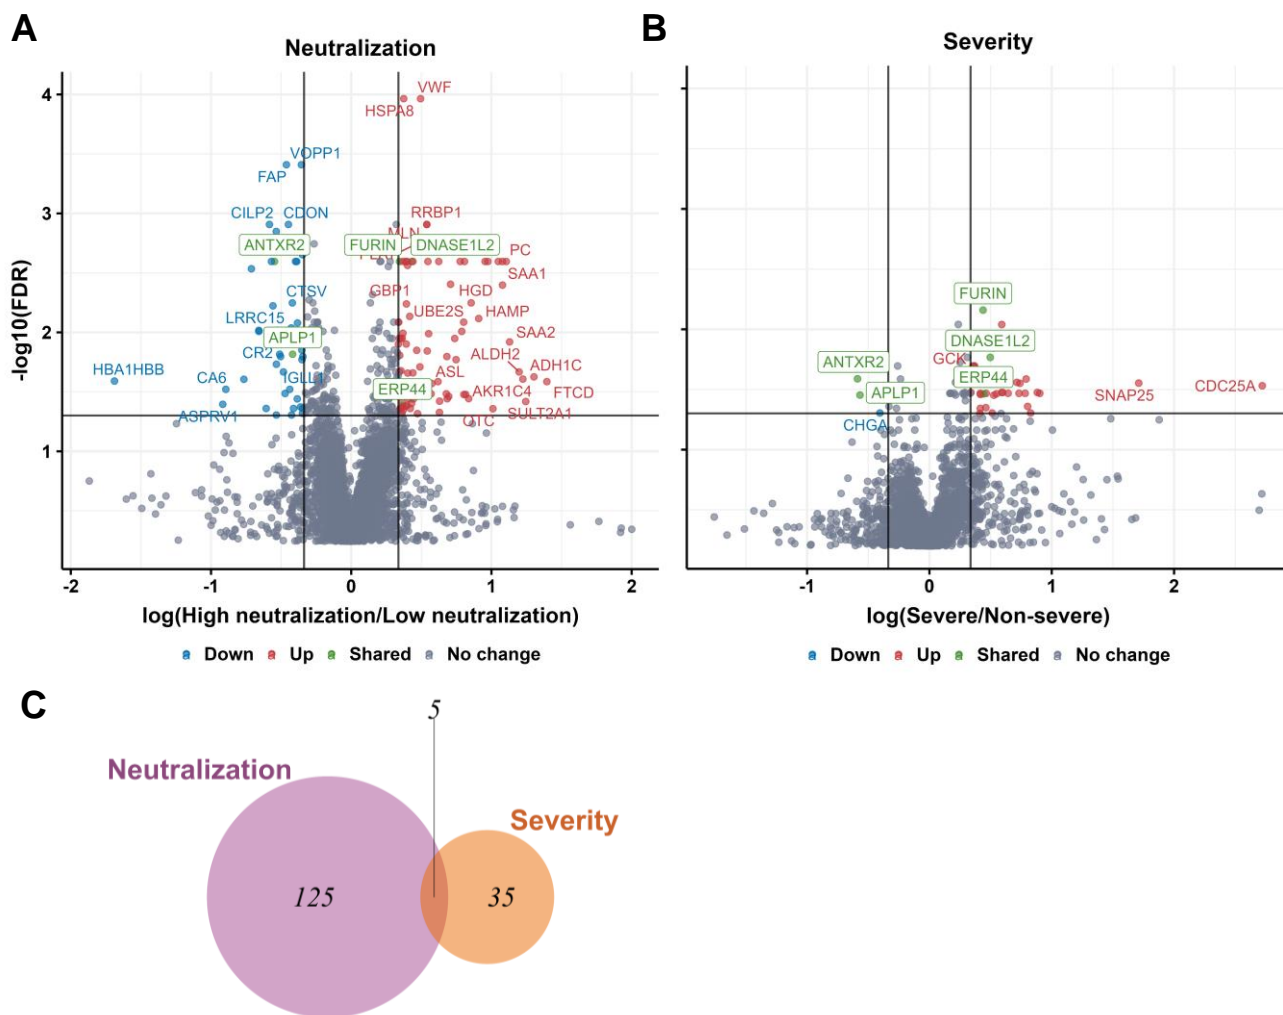 A
B
Neutralization
Severity
4
3
2
1
-log10(FDR)
VWF
HSPA8
VOPP1
FAP
CILP2
CDON
RRBP1
MLN
ANTXR2
FURIN
DNASE1L2
PC
SAA1
CTSV
GBP1
HGD
LRRC15
UBE2S
HAMP
APLP1
SAA2
CR2
ALDH2
HBA1HBB
CA6
IGLL1
ASL
ADH1C
ERP44
AKR1C4
FTCD
ASPRV1
SULT2A1
OTC
-2
-1
0
1
2
log(High neutralization/Low neutralization)
Down
Up
Shared
No change
FURIN
DNASE1L2
ANTXR2
GCK
ERP44
APLP1
SNAP25
CDC25A
CHGA
-1
0
1
2
log(Severe/Non-severe)
Down
Up
Shared
No change
C
5
Neutralization
Severity
125
35